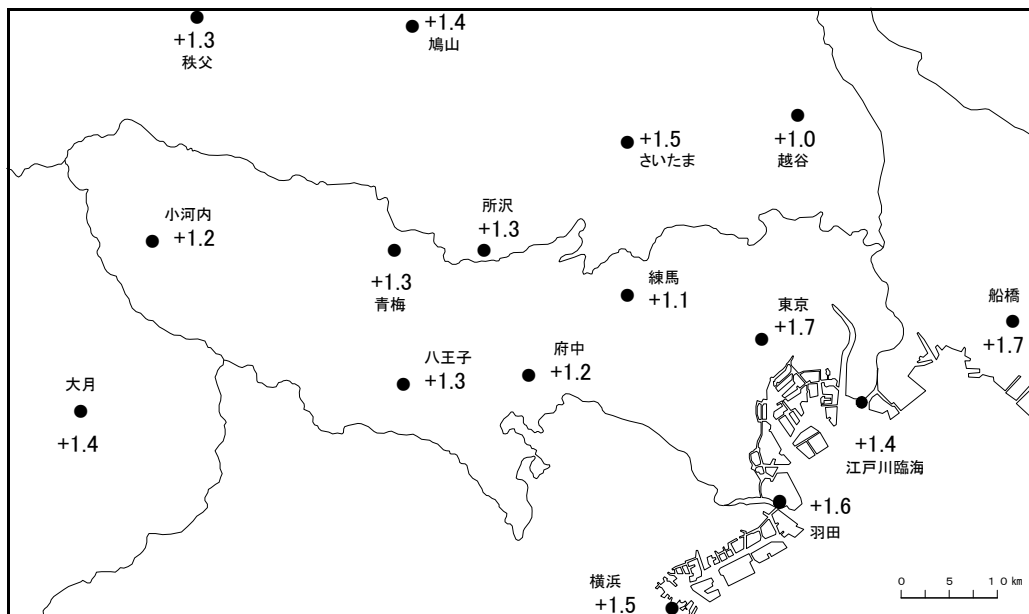 +1.3
秩父
+1.4
鳩山
+1.5
さいたま
+1.0
越谷
小河内
+1.2
所沢
+1.3
+1.3
青梅
練馬
+1.1
東京
+1.7
船橋
+1.7
大月
+1.4
八王子
+1.3
府中
+1.2
+1.4
江戸川臨海
+1.6
羽田
横浜
+1.5
0 5 10km